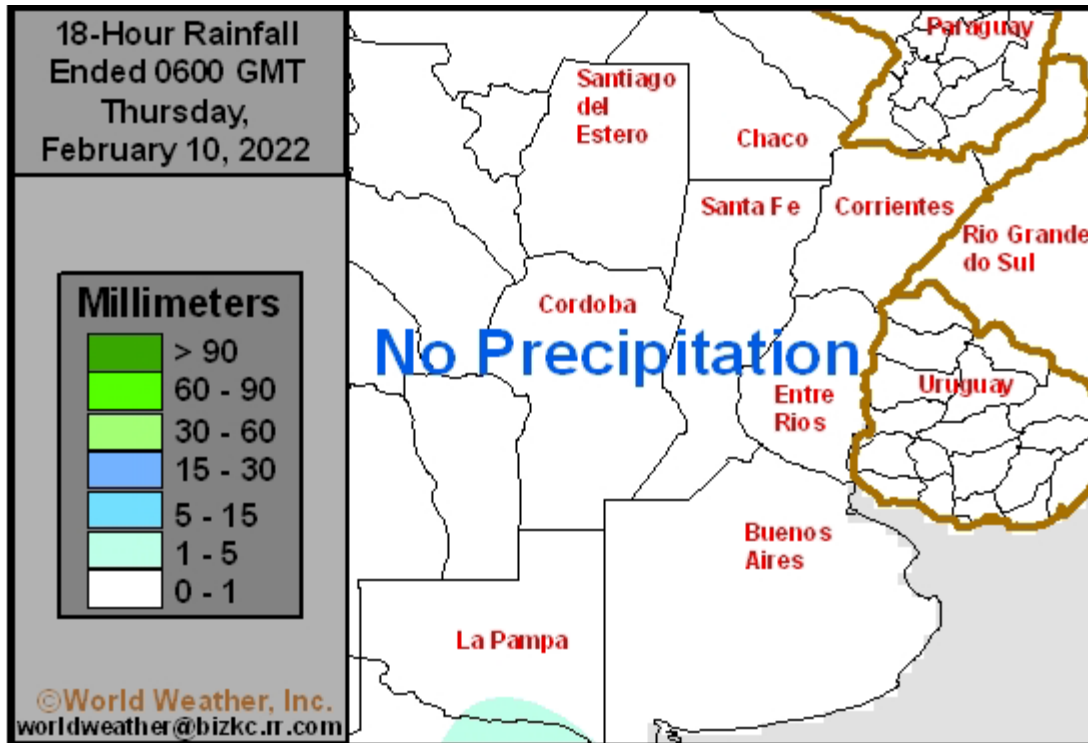 18-Hour Rainfall
Ended 0600 GMT
Thursday,
February 10, 2022
Millimeters
> 90
60 - 90
30 - 60
15 - 30
5 - 15
1 - 5
0 - 1
©World Weather, Inc.
worldweather@bizkc.rr.com
Paraguay
Santiago
del
Estero
Chaco
Santa Fe
Corrientes
Rio Grande
do Sul
Cordoba
No Precipitation
Uruguay
Entre
Rios
Buenos
Aires
La Pampa